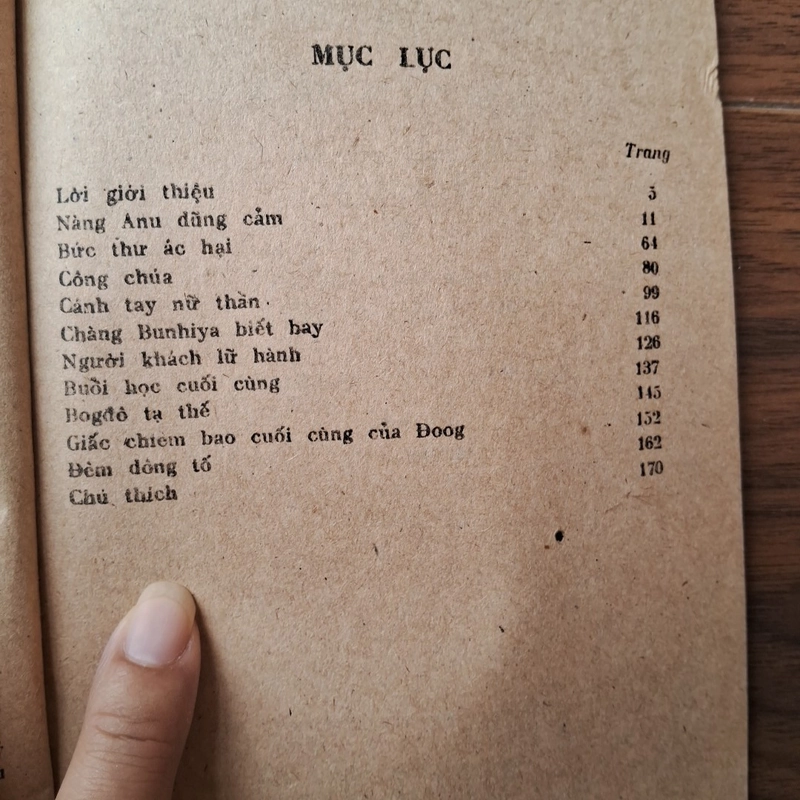 MỤC LỤC
Trang
Lời giới thiệu 5
Nàng Anu dũng cảm 11
Bức thư ác hại 64
Công chúa 80
Cánh tay nữ thần 99
Chàng Bunhiya biết bay 116
Người khách lữ hành 126
Buổi học cuối cùng 137
Bogđô tạ thế 145
Giấc chiêm bao cuối cùng của Đoog 152
Đêm dông tố 162
Chú thích 170